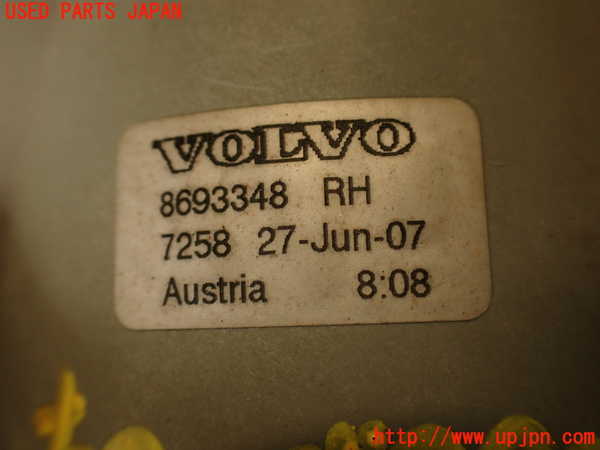 USED PARTS JAPAN
VOLVO
8693348 RH
7258 27-Jun-07
Austria 8:08
http://www.upjpn.com/